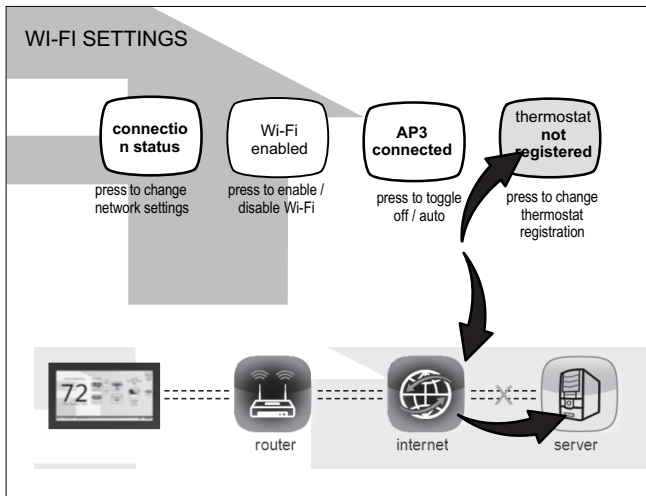 WI-FI SETTINGS
connectio
n status
Wi-Fi
enabled
AP3
connected
thermostat
not
registered
press to change
network settings
press to enable /
disable Wi-Fi
press to toggle
off / auto
press to change
thermostat
registration
72
X
router
internet
server